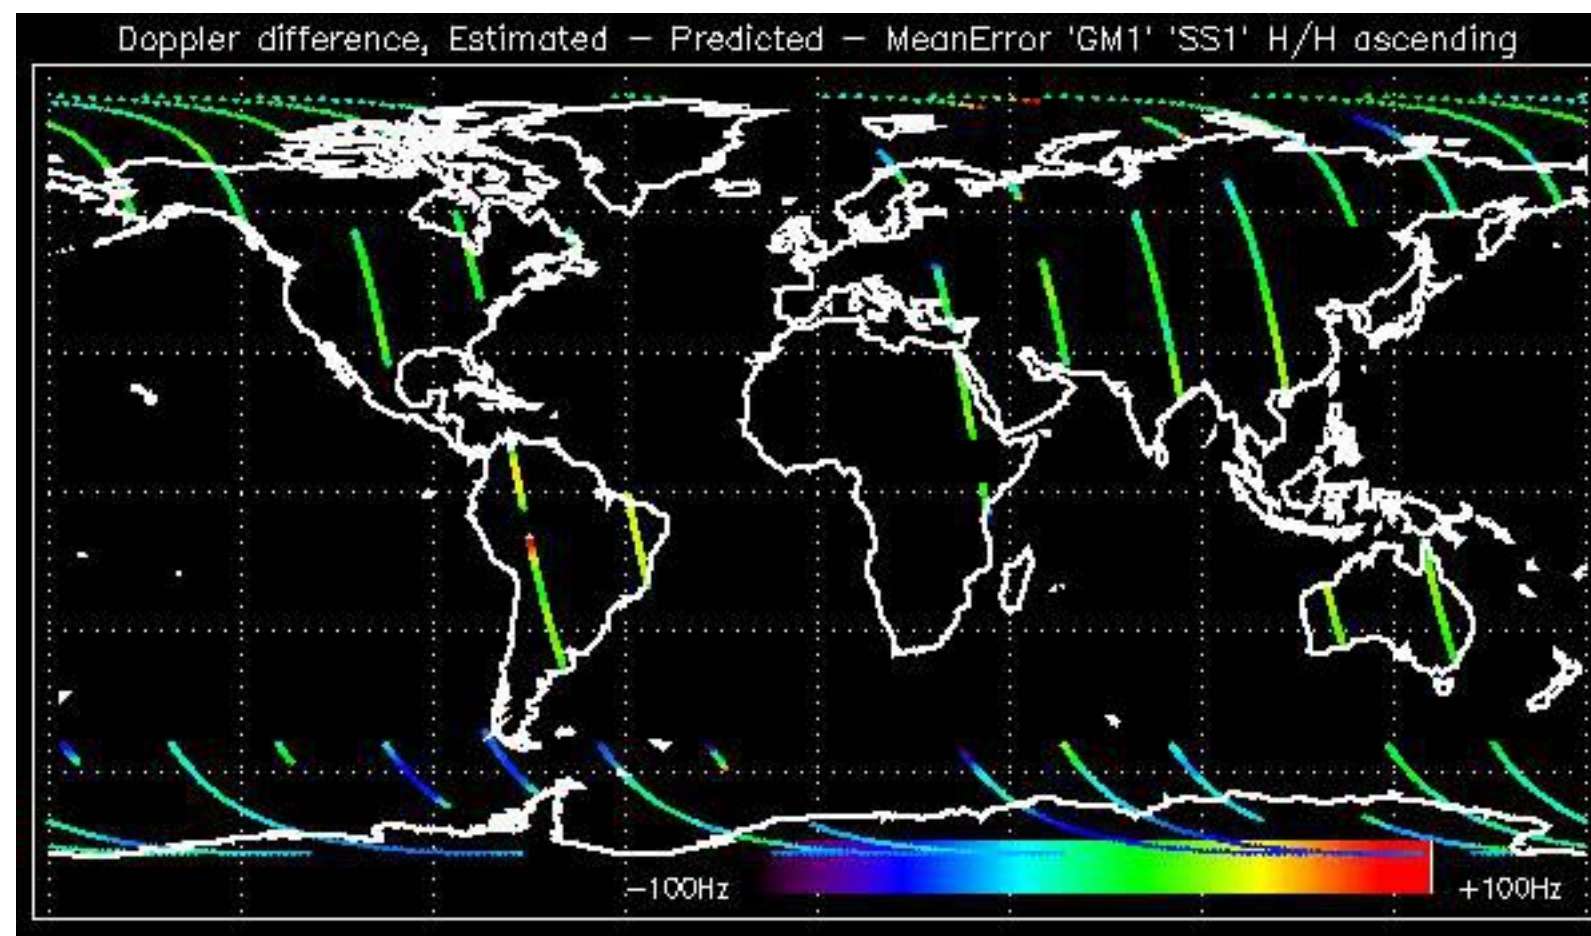 Doppler difference, Estimated – Predicted – MeanError 'GM1' 'SS1' H/H ascending
–100Hz
+100Hz